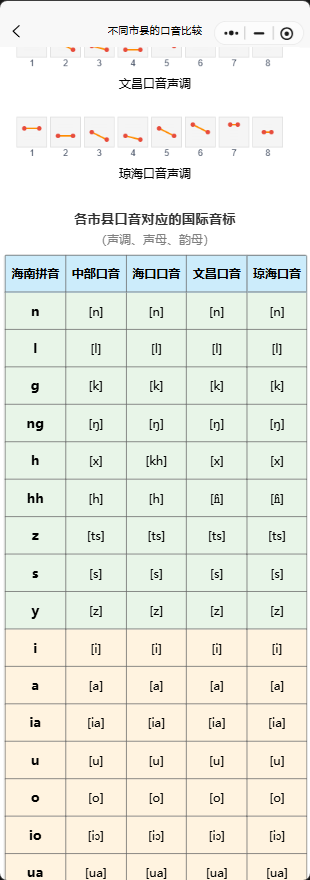 不同市县的口音比较
1 2 3 4 5 6 7 8
文昌口音声调
1 2 3 4 5 6 7 8
琼海口音声调
各市县口音对应的国际音标
（声调、声母、韵母）
海南拼音 中部口音 海口口音 文昌口音 琼海口音
n [n] [n] [n] [n]
l [l] [l] [l] [l]
g [k] [k] [k] [k]
ng [ŋ] [ŋ] [ŋ] [ŋ]
h [x] [kh] [x] [x]
hh [h] [h] [ɦ] [ɦ]
z [ts] [ts] [ts] [ts]
s [s] [s] [s] [s]
y [z] [z] [z] [z]
i [i] [i] [i] [i]
a [a] [a] [a] [a]
ia [ia] [ia] [ia] [ia]
u [u] [u] [u] [u]
o [o] [o] [o] [o]
io [iɔ] [iɔ] [iɔ] [iɔ]
ua [ua] [ua] [ua] [ua]